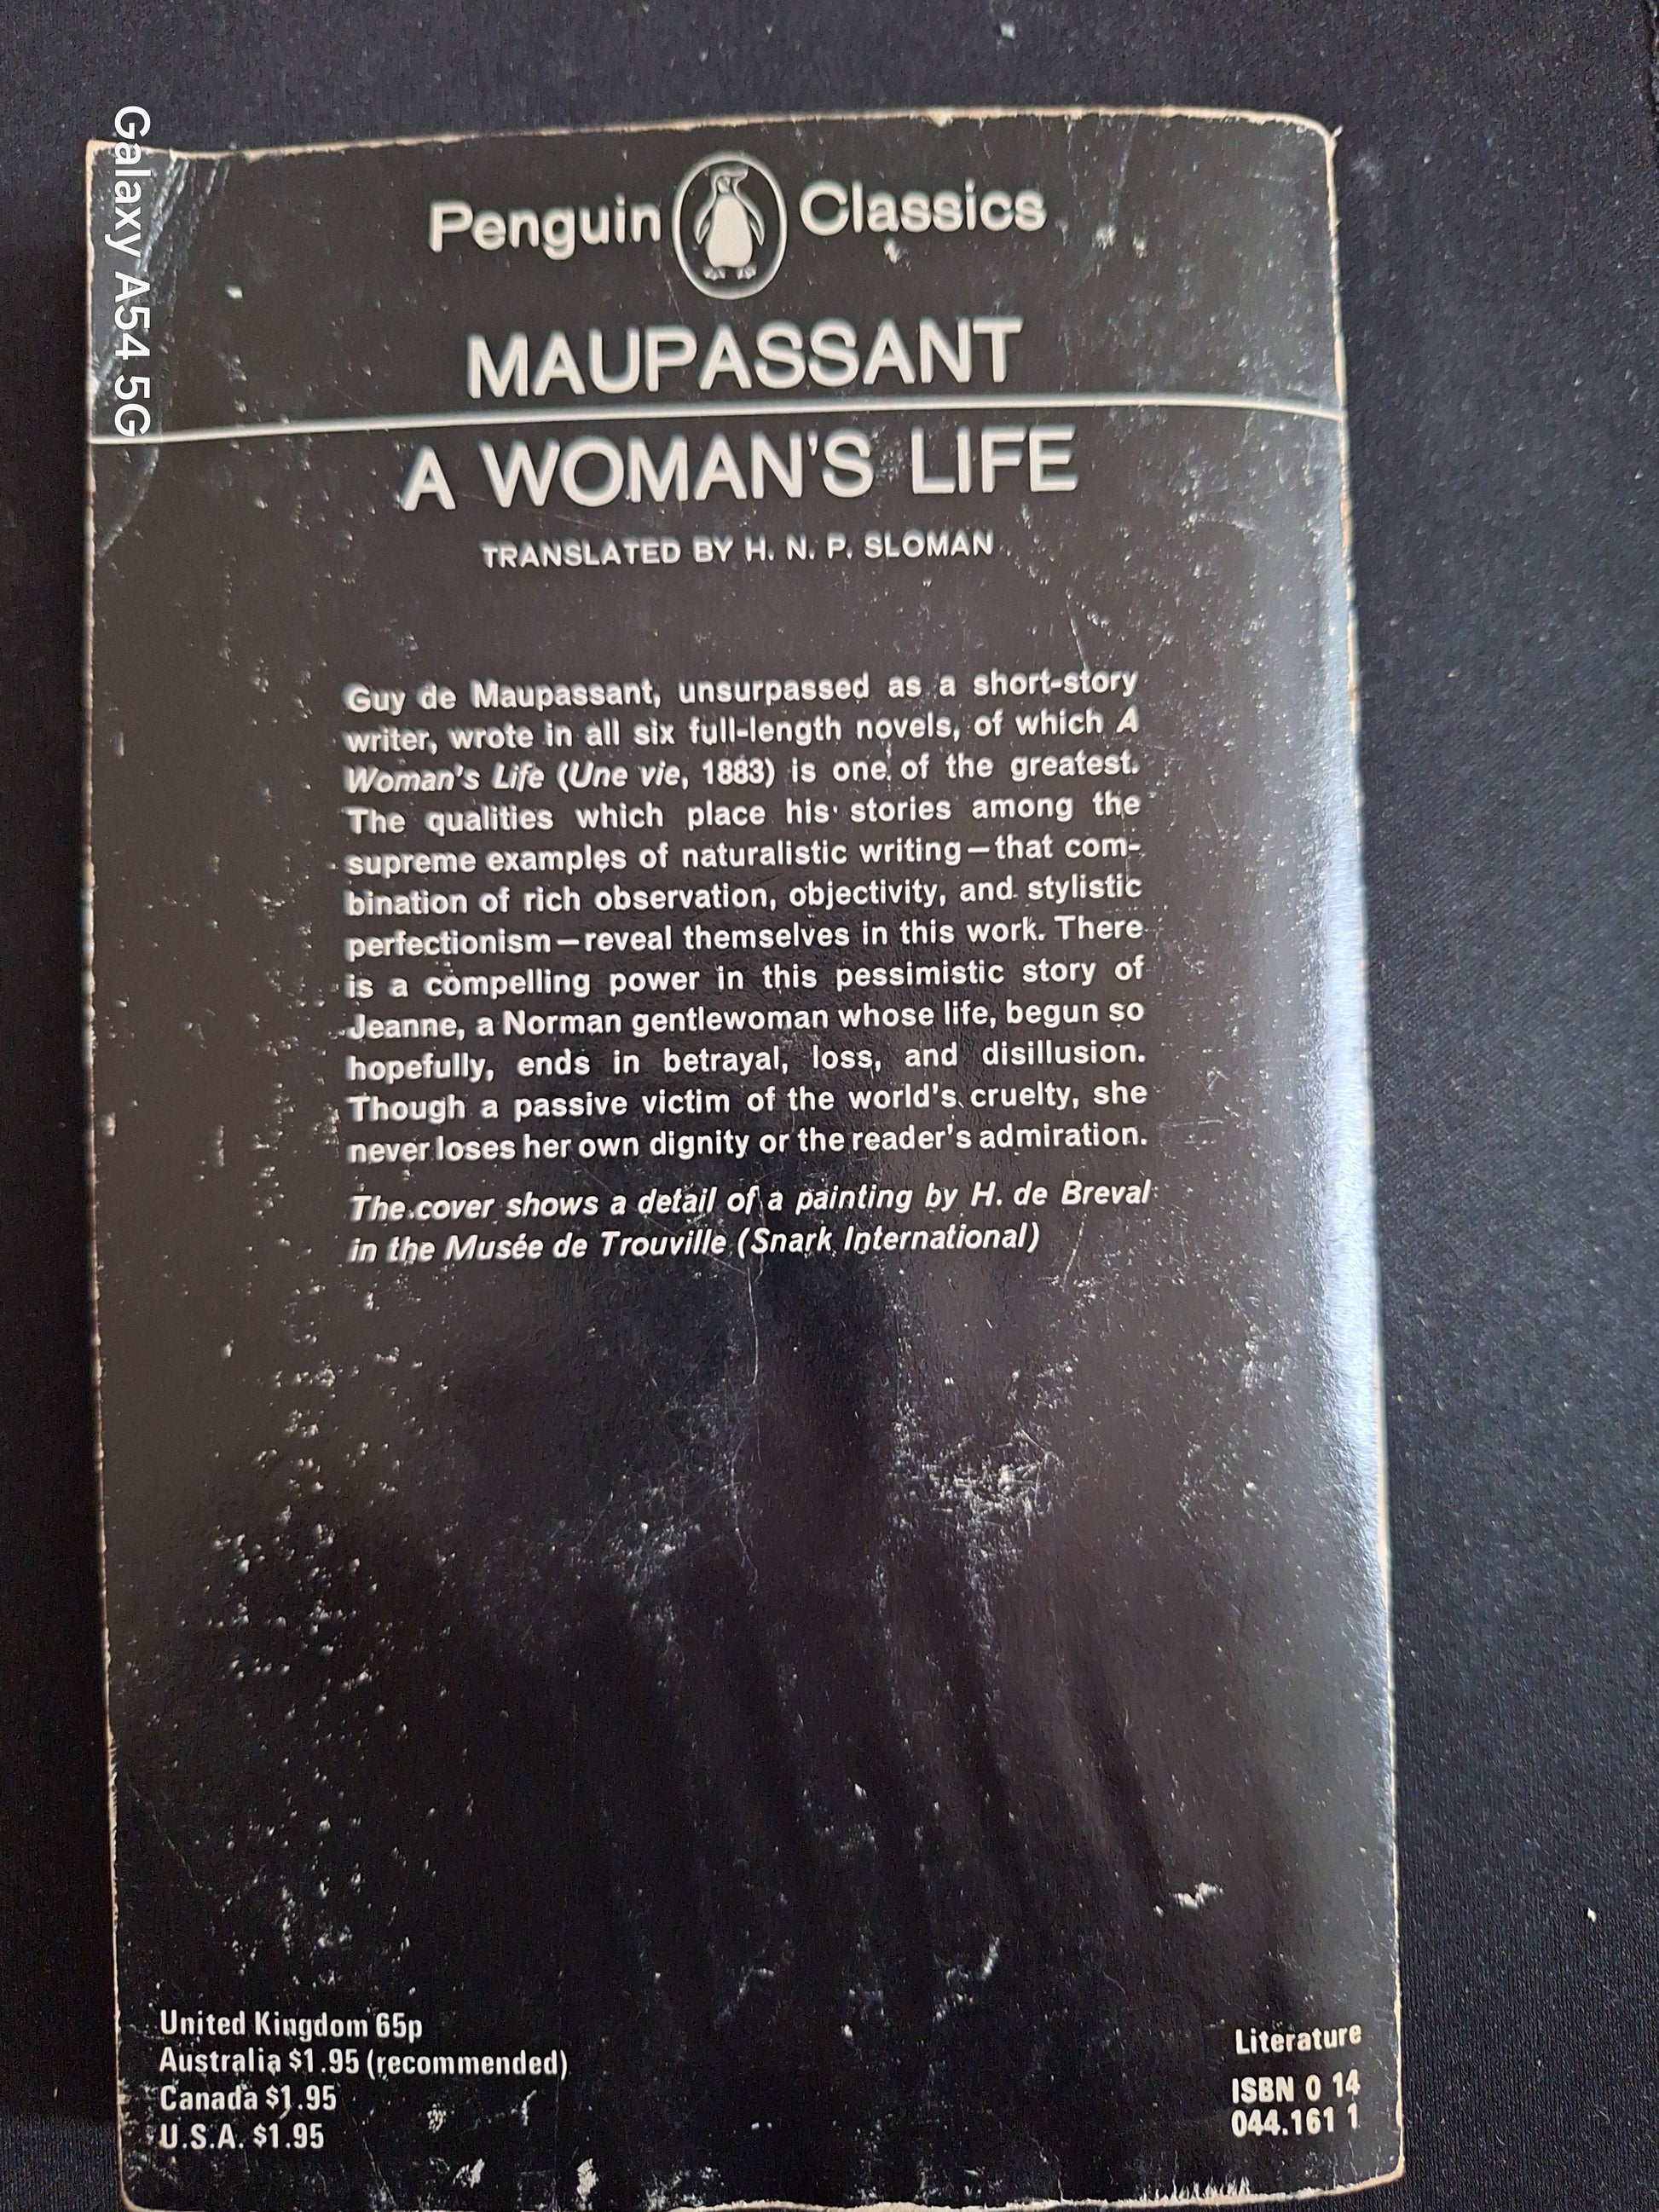 Galaxy A54 5G
Penguin Classics
MAUPASSANT
A WOMAN'S LIFE
TRANSLATED BY H. N. P. SLOMAN
Guy de Maupassant, unsurpassed as a short-story
writer, wrote in all six full-length novels, of which A
Woman's Life (Une vie, 1883) is one of the greatest.
The qualities which place his stories among the
supreme examples of naturalistic writing—that com-
bination of rich observation, objectivity, and stylistic
perfectionism—reveal themselves in this work. There
is a compelling power in this pessimistic story of
Jeanne, a Norman gentlewoman whose life, begun so
hopefully, ends in betrayal, loss, and disillusion.
Though a passive victim of the world's cruelty, she
never loses her own dignity or the reader's admiration.
The cover shows a detail of a painting by H. de Breval
in the Musée de Trouville (Snark International)
United Kingdom 65p
Australia $1.95 (recommended)
Canada $1.95
U.S.A. $1.95
Literature
ISBN 0 14
044.161 1